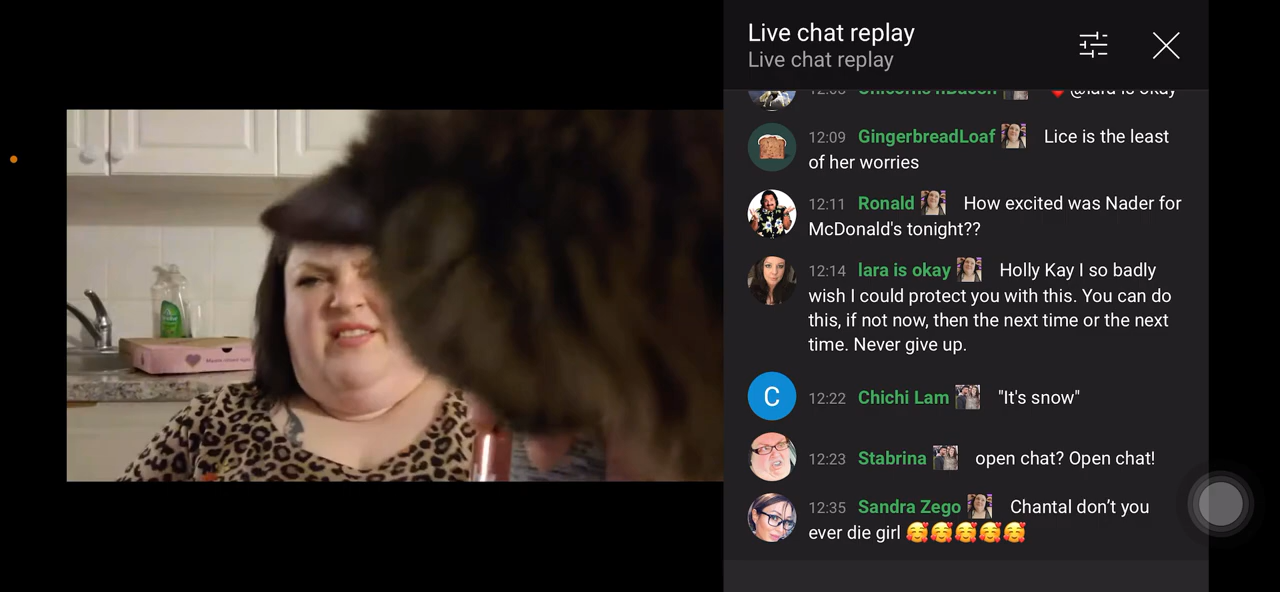 Live chat replay
Live chat replay
@lara is okay
12:09 GingerbreadLoaf Lice is the least
of her worries
12:11 Ronald How excited was Nader for
McDonald's tonight??
12:14 lara is okay Holly Kay I so badly
wish I could protect you with this. You can do
this, if not now, then the next time or the next
time. Never give up.
C
12:22 Chichi Lam "It's snow"
12:23 Stabrina open chat? Open chat!
12:35 Sandra Zego Chantal don’t you
ever die girl 🥰🥰🥰🥰🥰